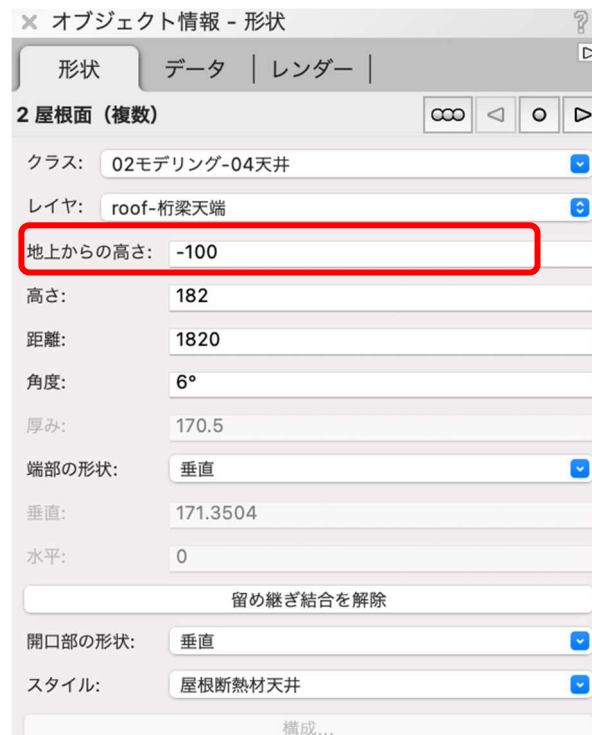 オブジェクト情報 - 形状
形状 データ レンダー
2 屋根面（複数）
クラス: 02モデリング-04天井
レイヤ: roof-桁梁天端
地上からの高さ: -100
高さ: 182
距離: 1820
角度: 6°
厚み: 170.5
端部の形状: 垂直
垂直: 171.3504
水平: 0
留め継ぎ結合を解除
開口部の形状: 垂直
スタイル: 屋根断熱材天井
構成...